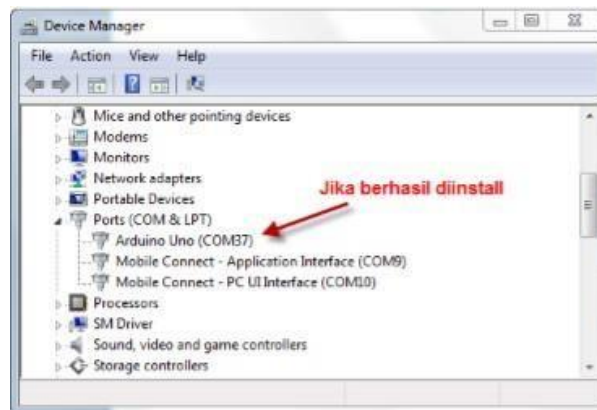 Device Manager
File Action View Help
Mice and other pointing devices
Modems
Monitors
Network adapters
Jika berhasil diinstall
Portable Devices
Ports (COM & LPT)
Arduino Uno (COM37)
Mobile Connect - Application Interface (COM9)
Mobile Connect - PC UI Interface (COM10)
Processors
SM Driver
Sound, video and game controllers
Storage controllers